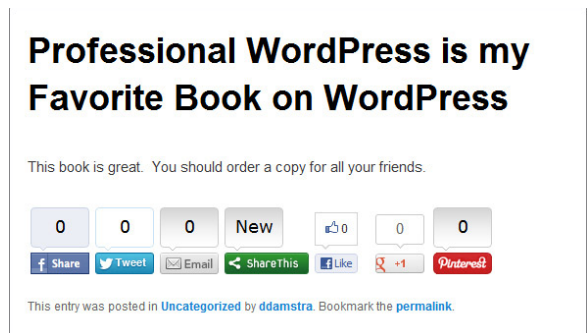 Professional WordPress is my
Favorite Book on WordPress
This book is great.  You should order a copy for all your friends.
0 0 0 New 0 0 0
f Share Tweet Email ShareThis f Like g +1 Pinterest
This entry was posted in Uncategorized by ddamstra. Bookmark the permalink.